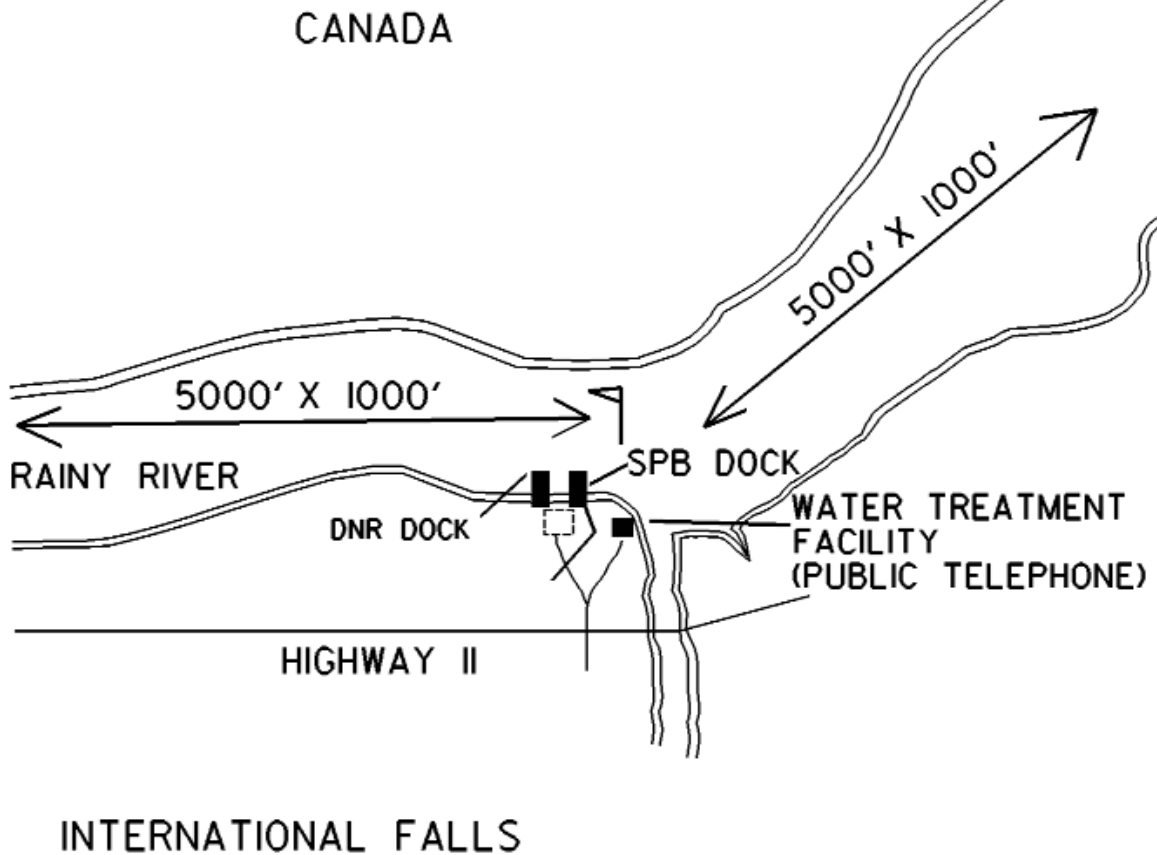 CANADA
5000' X 1000'
5000' X 1000'
RAINY RIVER
SPB DOCK
DNR DOCK
WATER TREATMENT
FACILITY
(PUBLIC TELEPHONE)
HIGHWAY II
INTERNATIONAL FALLS